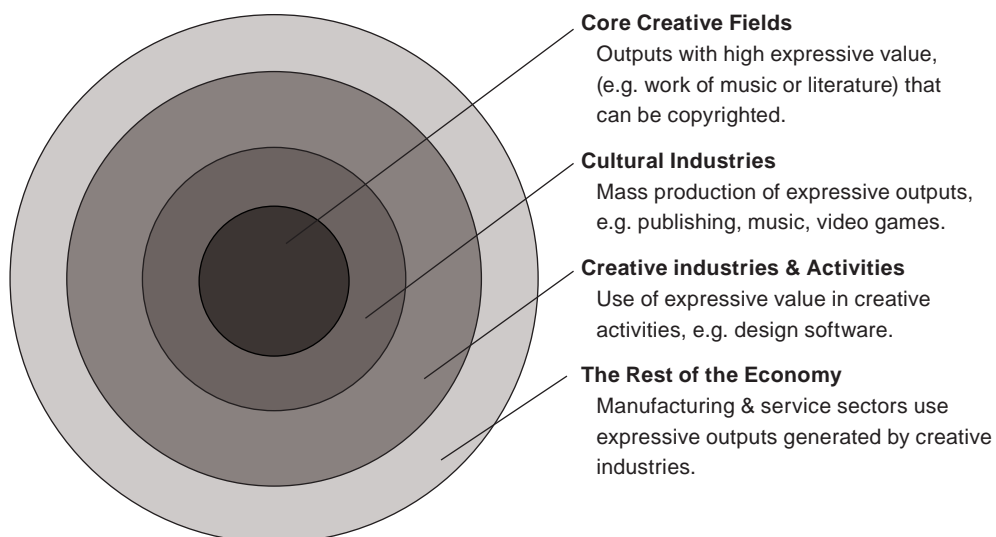 Core Creative Fields
Outputs with high expressive value,
(e.g. work of music or literature) that
can be copyrighted.
Cultural Industries
Mass production of expressive outputs,
e.g. publishing, music, video games.
Creative industries & Activities
Use of expressive value in creative
activities, e.g. design software.
The Rest of the Economy
Manufacturing & service sectors use
expressive outputs generated by creative
industries.